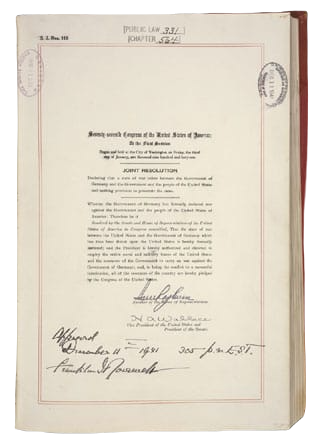 [PUBLIC LAW 331]
[CHAPTER 564]
S. J. Res. 119
Seventy-seventh Congress of the United States of America;
At the First Session
Begun and held at the City of Washington on Friday, the third
day of January, one thousand nine hundred and forty-one
JOINT RESOLUTION
Declaring that a state of war exists between the Government of
Germany and the Government and the people of the United States
and making provision to prosecute the same.
Whereas the Government of Germany has formally declared war
against the Government and the people of the United States of
America: Therefore be it
Resolved by the Senate and House of Representatives of the United
States of America in Congress assembled, That the state of war
between the United States and the Government of Germany which
has thus been thrust upon the United States is hereby formally
declared; and the President is hereby authorized and directed to
employ the entire naval and military forces of the United States
and the resources of the Government to carry on war against the
Government of Germany; and, to bring the conflict to a successful
termination, all of the resources of the country are hereby pledged
by the Congress of the United States.
Sam Rayburn
Speaker of the House of Representatives
H A Wallace
Vice President of the United States and
President of the Senate.
Approved
December 11th 1941 3:05 p.m. E.S.T.
Franklin D Roosevelt